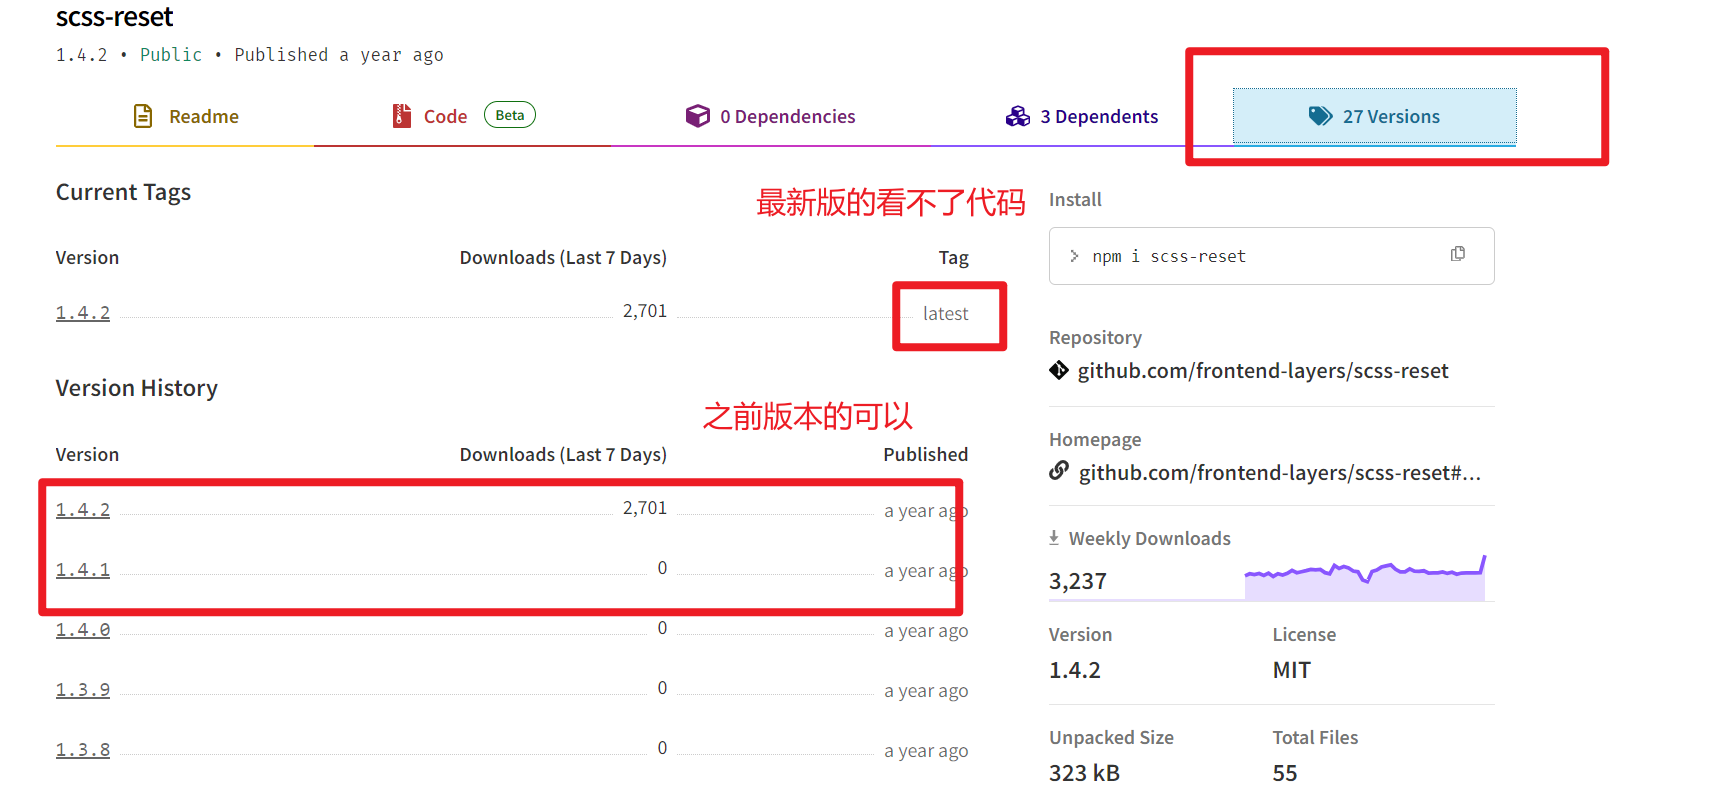 scss-reset
1.4.2 • Public • Published a year ago
Readme
Code Beta
0 Dependencies
3 Dependents
27 Versions
Current Tags
最新版的看不了代码
Version Downloads (Last 7 Days) Tag
1.4.2 2,701 latest
Version History
之前版本的可以
Version Downloads (Last 7 Days) Published
1.4.2 2,701 a year ago
1.4.1 0 a year ago
1.4.0 0 a year ago
1.3.9 0 a year ago
1.3.8 0 a year ago
Install
> npm i scss-reset
Repository
github.com/frontend-layers/scss-reset
Homepage
github.com/frontend-layers/scss-reset#...
Weekly Downloads
3,237
Version License
1.4.2 MIT
Unpacked Size Total Files
323 kB 55